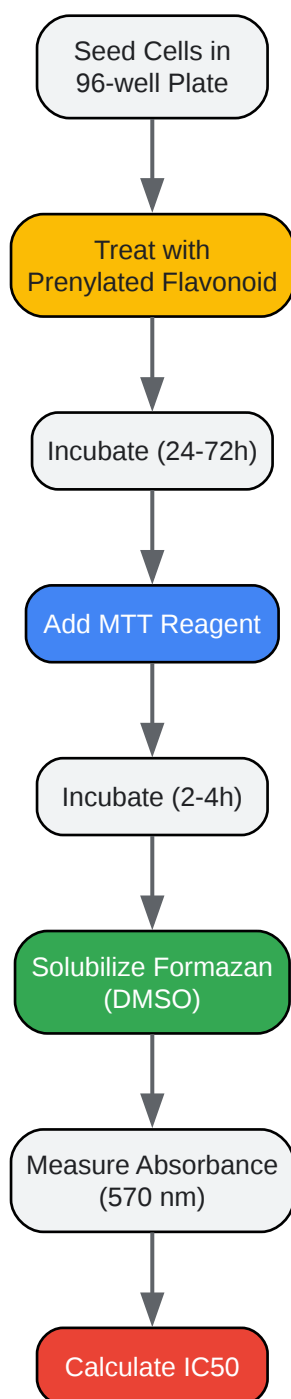 Seed Cells in
96-well Plate
Treat with
Prenylated Flavonoid
Incubate (24-72h)
Add MTT Reagent
Incubate (2-4h)
Solubilize Formazan
(DMSO)
Measure Absorbance
(570 nm)
Calculate IC50